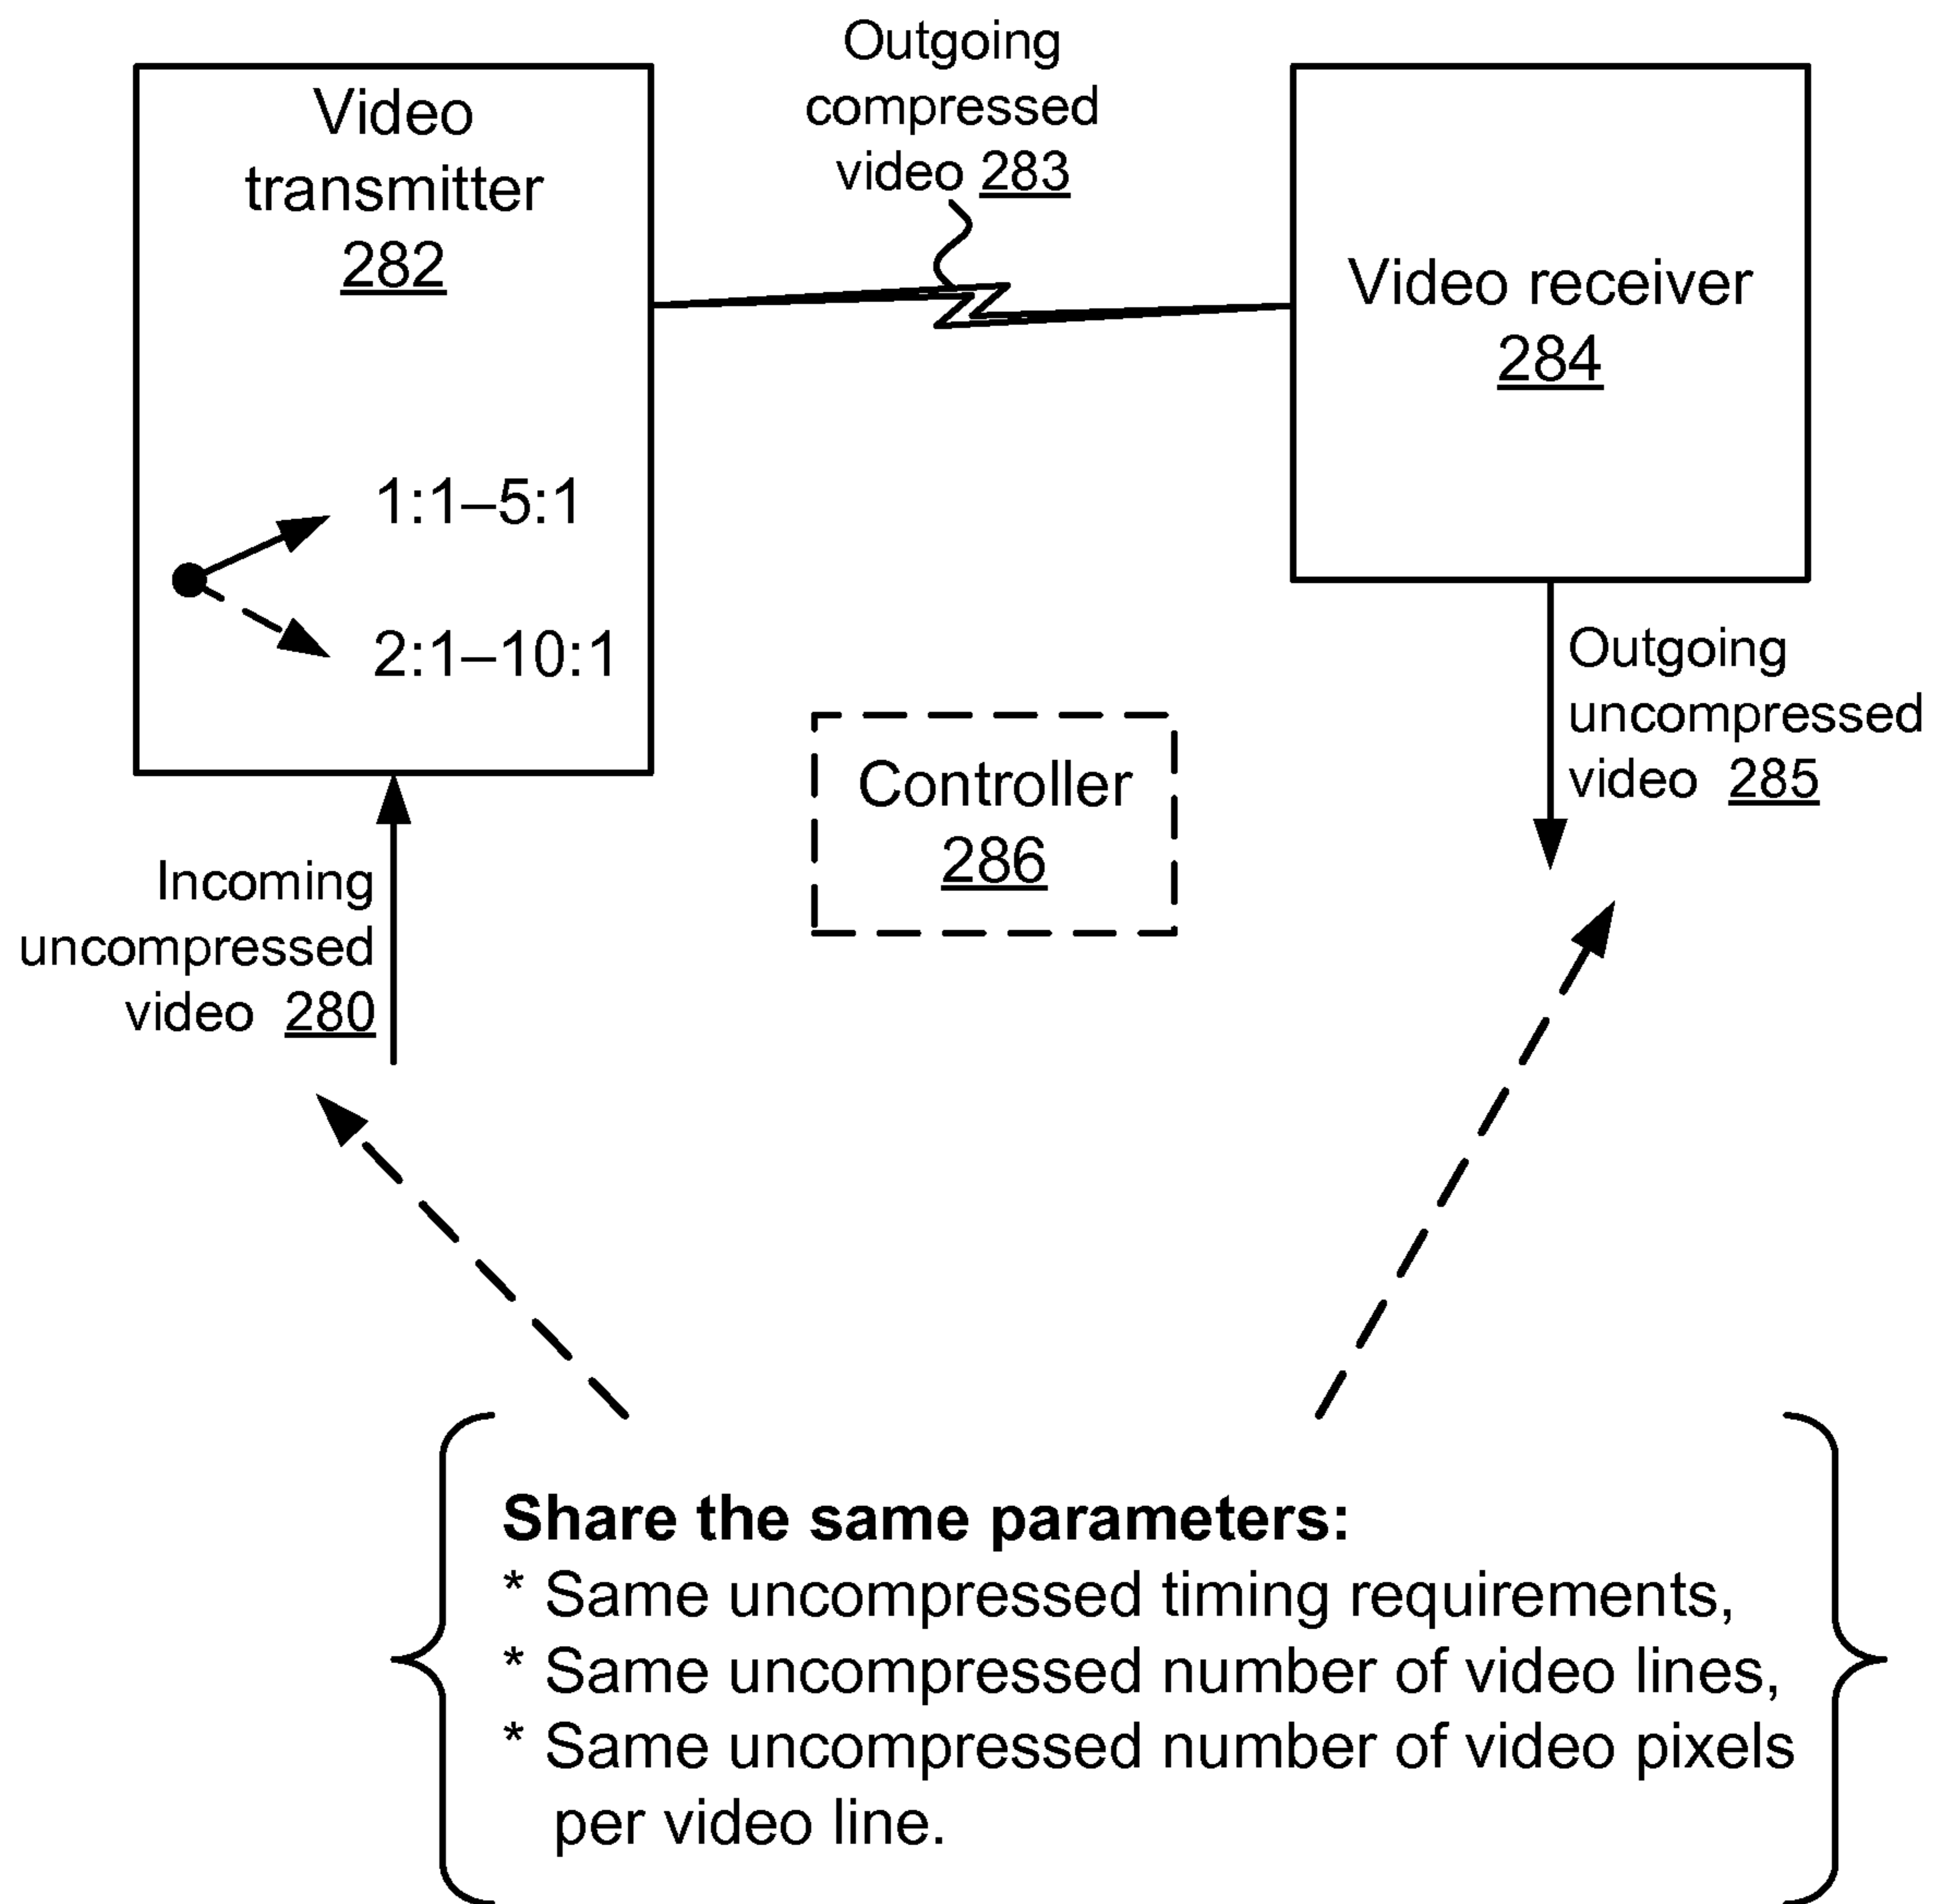 Video
transmitter
282
1:1–5:1
2:1–10:1
Outgoing
compressed
video 283
Video receiver
284
Controller
286
Outgoing
uncompressed
video 285
Incoming
uncompressed
video 280
Share the same parameters:
* Same uncompressed timing requirements,
* Same uncompressed number of video lines,
* Same uncompressed number of video pixels
per video line.